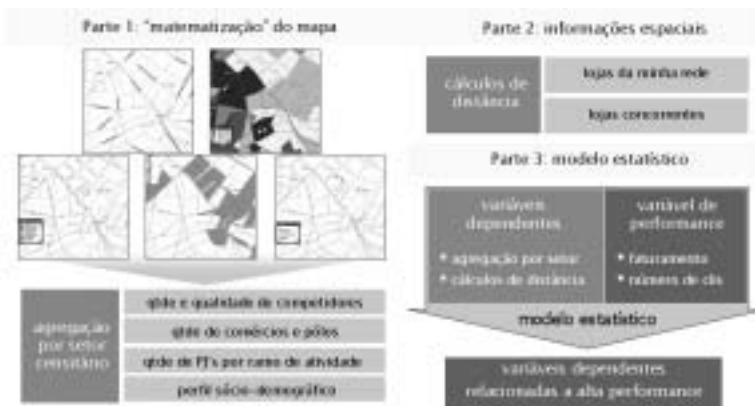 Parte 1: "matematização" do mapa
agregação
por setor
censitário
qtde e qualidade de competidores
qtde de comércios e pólos
qtde de PJ's por ramo de atividade
perfil sócio-demográfico
Parte 2: informações espaciais
cálculos de
distância
lojas da minha rede
lojas concorrentes
Parte 3: modelo estatístico
variáveis
dependentes
• agregação por setor
• cálculos de distância
variável de
performance
• faturamento
• número de clis
modelo estatístico
variáveis dependentes
relacionadas a alta performance